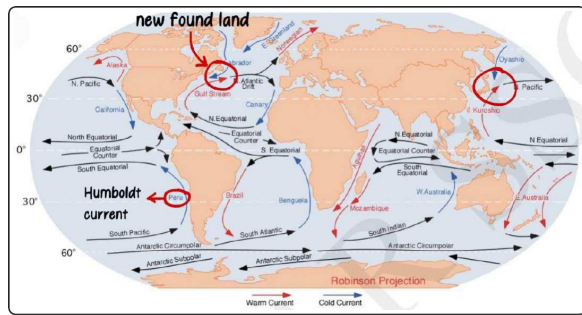 new found land
60°
30°
0°
30°
60°
Alaska
N. Pacific
California
Labrador
E. Greenland
Norwegian
Gulf Stream
Atlantic
Drift
Canary
Oyashio
N. Pacific
Kuroshio
North Equatorial
Equatorial
Counter
South Equatorial
N. Equatorial
Equatorial
Counter
S. Equatorial
N. Equatorial
Equatorial Counter
South
Equatorial
N. Equatorial
Humboldt
current
Peru
Brazil
Benguela
Mozambique
W. Australia
E. Australia
South Pacific
South Atlantic
South Indian
Antarctic Circumpolar
Antarctic Circumpolar
Antarctic Subpolar
Antarctic Subpolar
Robinson Projection
Warm Current
Cold Current